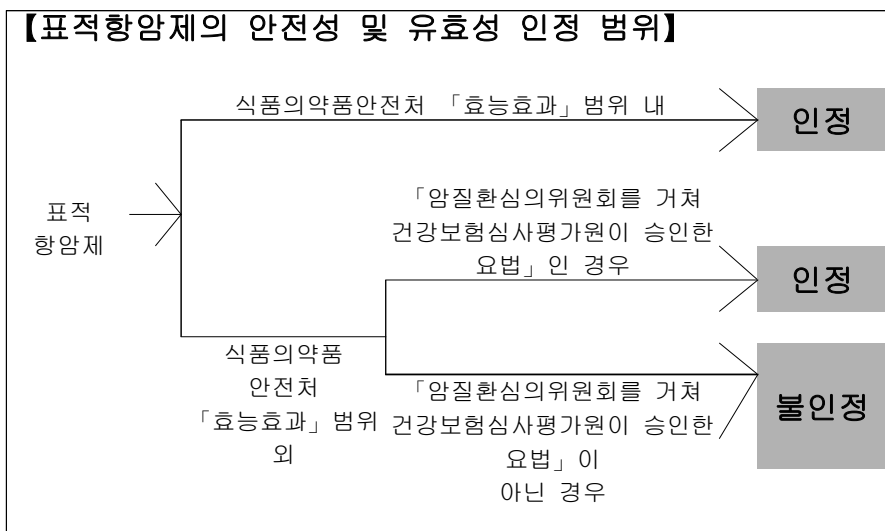 【표적항암제의 안전성 및 유효성 인정 범위】
식품의약품안전처 「효능효과」범위 내
인정
표적
항암제
「암질환심의위원회를 거쳐
건강보험심사평가원이 승인한
요법」인 경우
인정
식품의약품
안전처
「효능효과」범위
외
「암질환심의위원회를 거쳐
건강보험심사평가원이 승인한
요법」이
아닌 경우
불인정